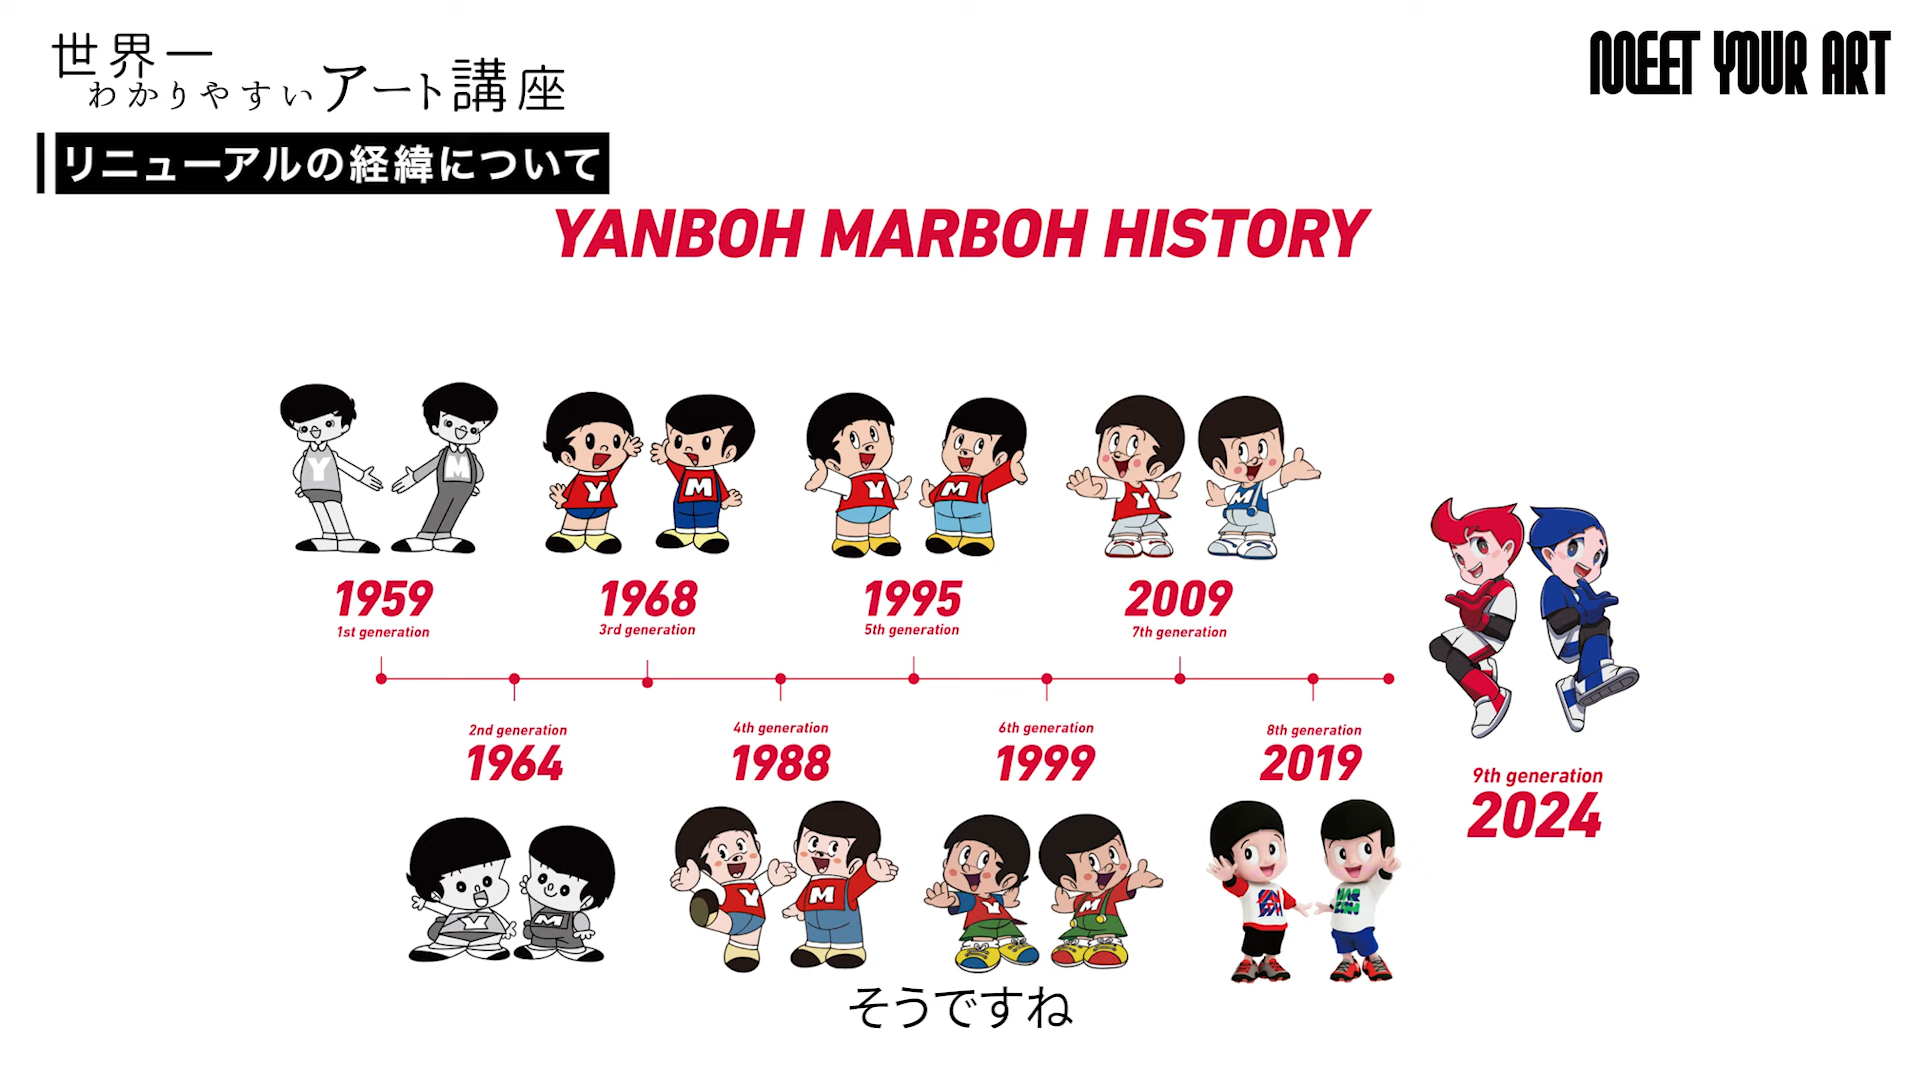 世界一
わかりやすいアート講座
MEET YOUR ART
リニューアルの経緯について
YANBOH MARBOH HISTORY
Y M
Y M
Y M
Y M
1959
1st generation
1968
3rd generation
1995
5th generation
2009
7th generation
2nd generation
1964
4th generation
1988
6th generation
1999
8th generation
2019
9th generation
2024
Y M
Y M
Y M
そうですね